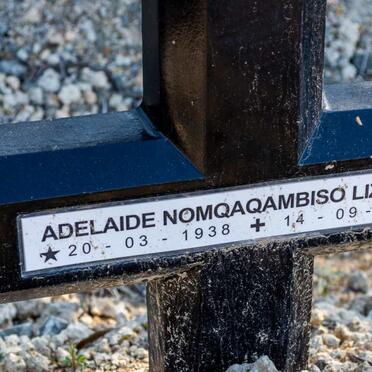 ADELAIDE NOMQAQAMBISO
★ 20 - 03 - 1938 ✚ 14 - 09 -